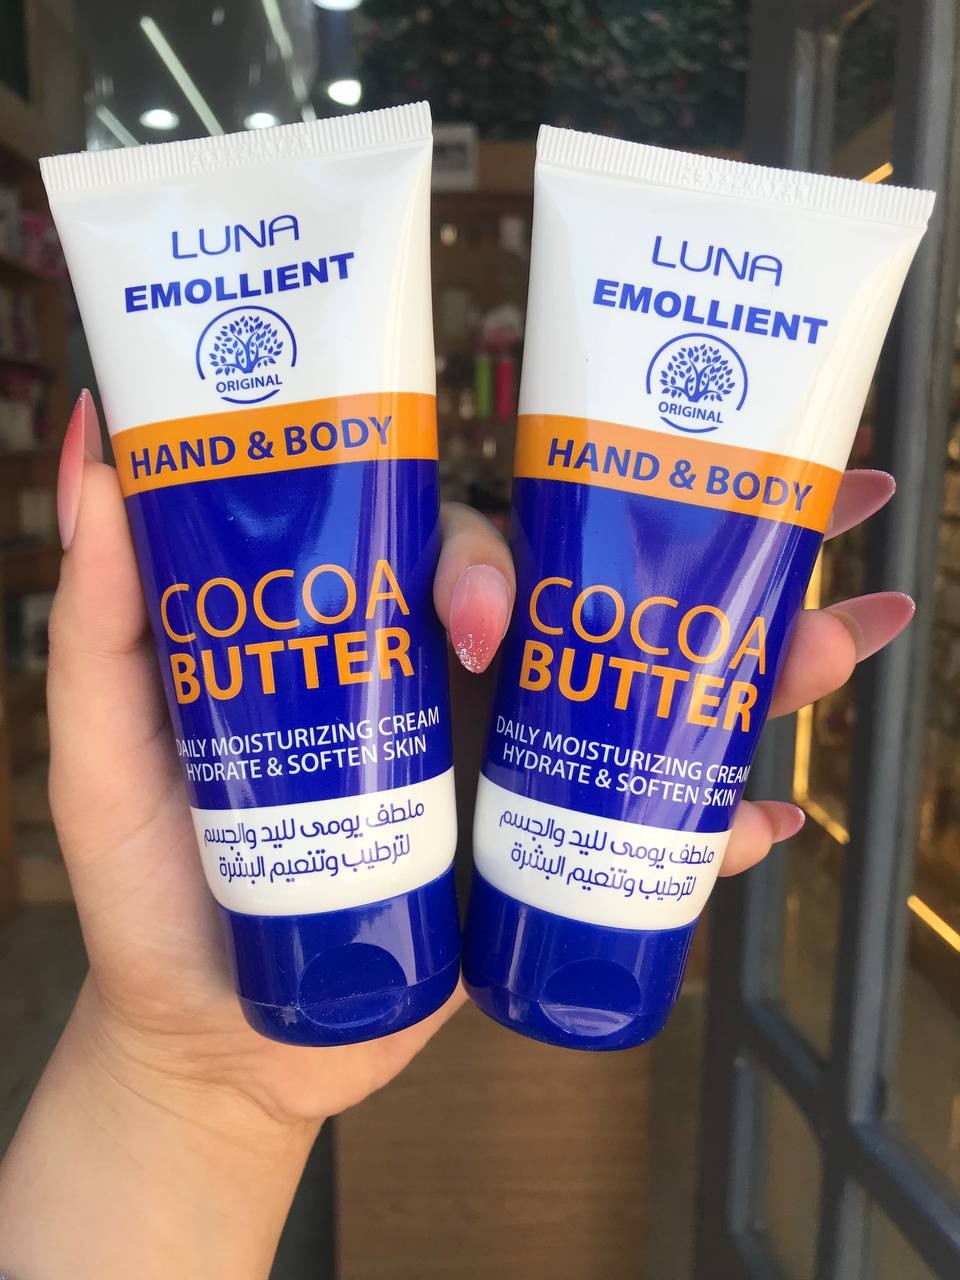 LUNA
EMOLLIENT
ORIGINAL
HAND & BODY
COCOA
BUTTER
DAILY MOISTURIZING CREAM
HYDRATE & SOFTEN SKIN
ملطف يومى لليد والجسم
لترطيب وتنعيم البشرة
LUNA
EMOLLIENT
ORIGINAL
HAND & BODY
COCOA
BUTTER
DAILY MOISTURIZING CREAM
HYDRATE & SOFTEN SKIN
ملطف يومى لليد والجسم
لترطيب وتنعيم البشرة